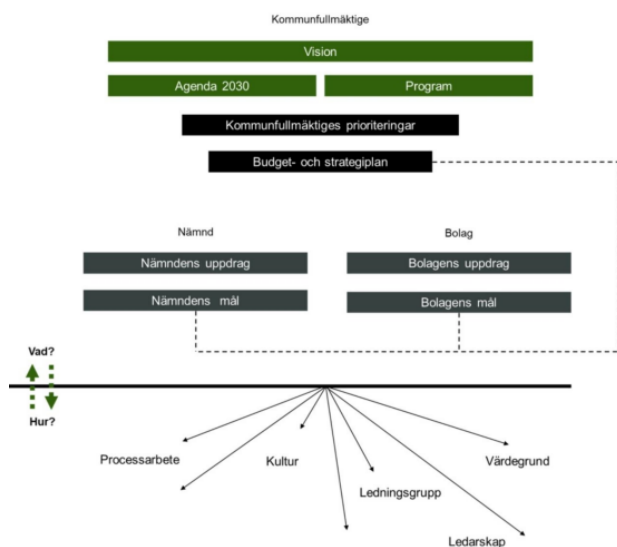 Kommunfullmäktige
Vision
Agenda 2030
Program
Kommunfullmäktiges prioriteringar
Budget- och strategiplan
Nämnd
Bolag
Nämndens uppdrag
Bolagens uppdrag
Nämndens mål
Bolagens mål
Vad?
Hur?
Processarbete
Kultur
Värdegrund
Ledningsgrupp
Ledarskap